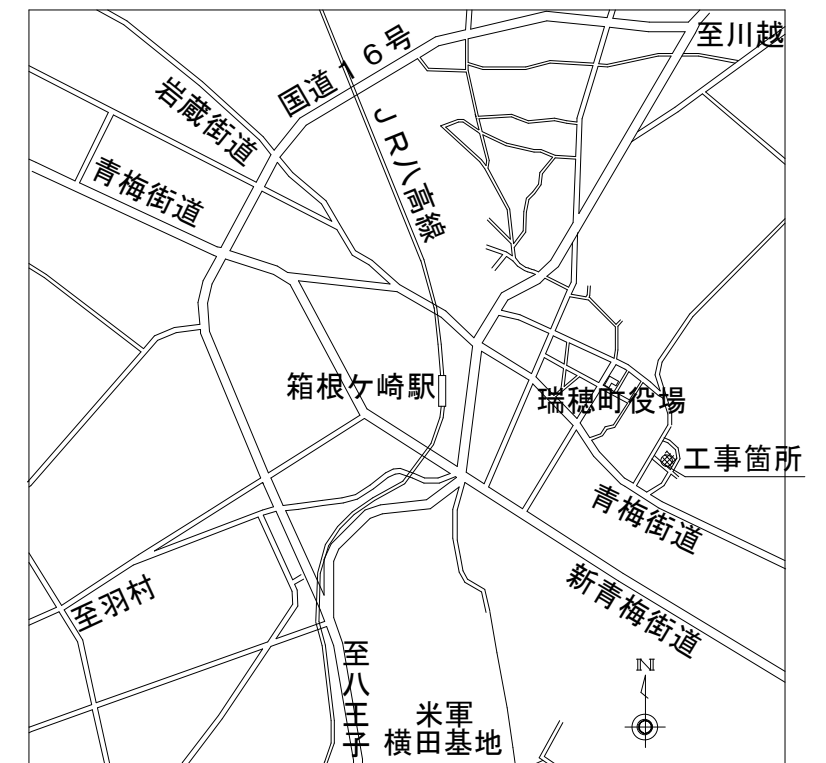 至川越
国道１６号
岩蔵街道
ＪＲ八高線
青梅街道
箱根ケ崎駅
瑞穂町役場
工事箇所
青梅街道
新青梅街道
至羽村
至八王子
米軍
横田基地
N